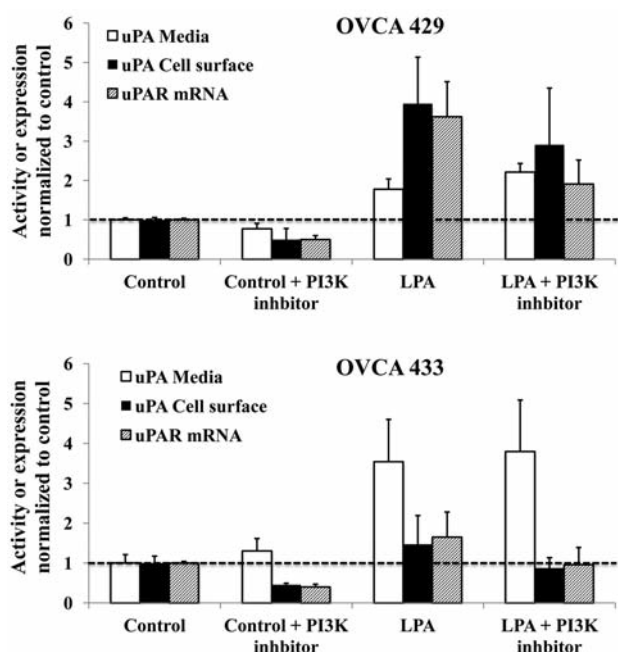 OVCA 429
uPA Media
uPA Cell surface
uPAR mRNA
Activity or expression
normalized to control
6
5
4
3
2
1
0
Control
Control + PI3K
inhbitor
LPA
LPA + PI3K
inhbitor
OVCA 433
uPA Media
uPA Cell surface
uPAR mRNA
Activity or expression
normalized to control
6
5
4
3
2
1
0
Control
Control + PI3K
inhbitor
LPA
LPA + PI3K
inhbitor